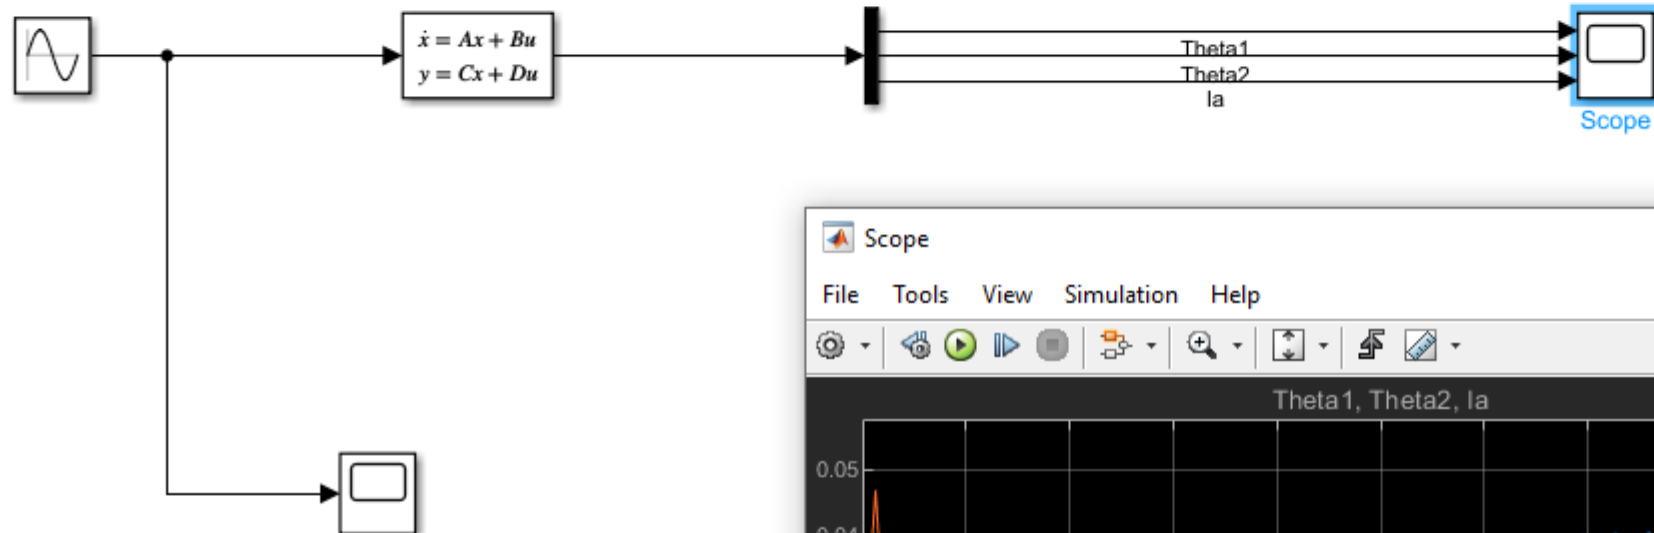 ẋ = Ax + Bu
y = Cx + Du
Theta1
Theta2
Ia
Scope
Scope
File Tools View Simulation Help
Theta1, Theta2, Ia
0.05